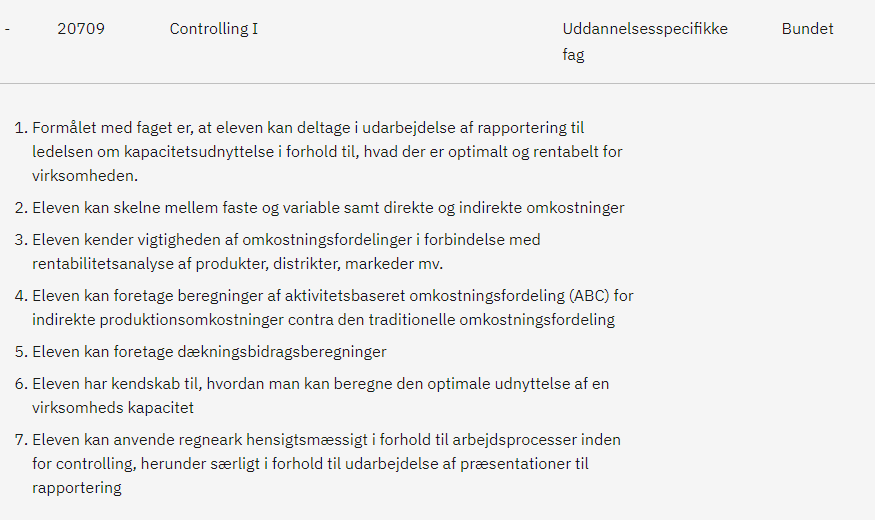 - 20709 Controlling I Uddannelsesspecifikke fag Bundet
1. Formålet med faget er, at eleven kan deltage i udarbejdelse af rapportering til
ledelsen om kapacitetsudnyttelse i forhold til, hvad der er optimalt og rentabelt for
virksomheden.
2. Eleven kan skelne mellem faste og variable samt direkte og indirekte omkostninger
3. Eleven kender vigtigheden af omkostningsfordelinger i forbindelse med
rentabilitetsanalyse af produkter, distrikter, markeder mv.
4. Eleven kan foretage beregninger af aktivitetsbaseret omkostningsfordeling (ABC) for
indirekte produktionsomkostninger contra den traditionelle omkostningsfordeling
5. Eleven kan foretage dækningsbidragsberegninger
6. Eleven har kendskab til, hvordan man kan beregne den optimale udnyttelse af en
virksomheds kapacitet
7. Eleven kan anvende regneark hensigtsmæssigt i forhold til arbejdsprocesser inden
for controlling, herunder særligt i forhold til udarbejdelse af præsentationer til
rapportering